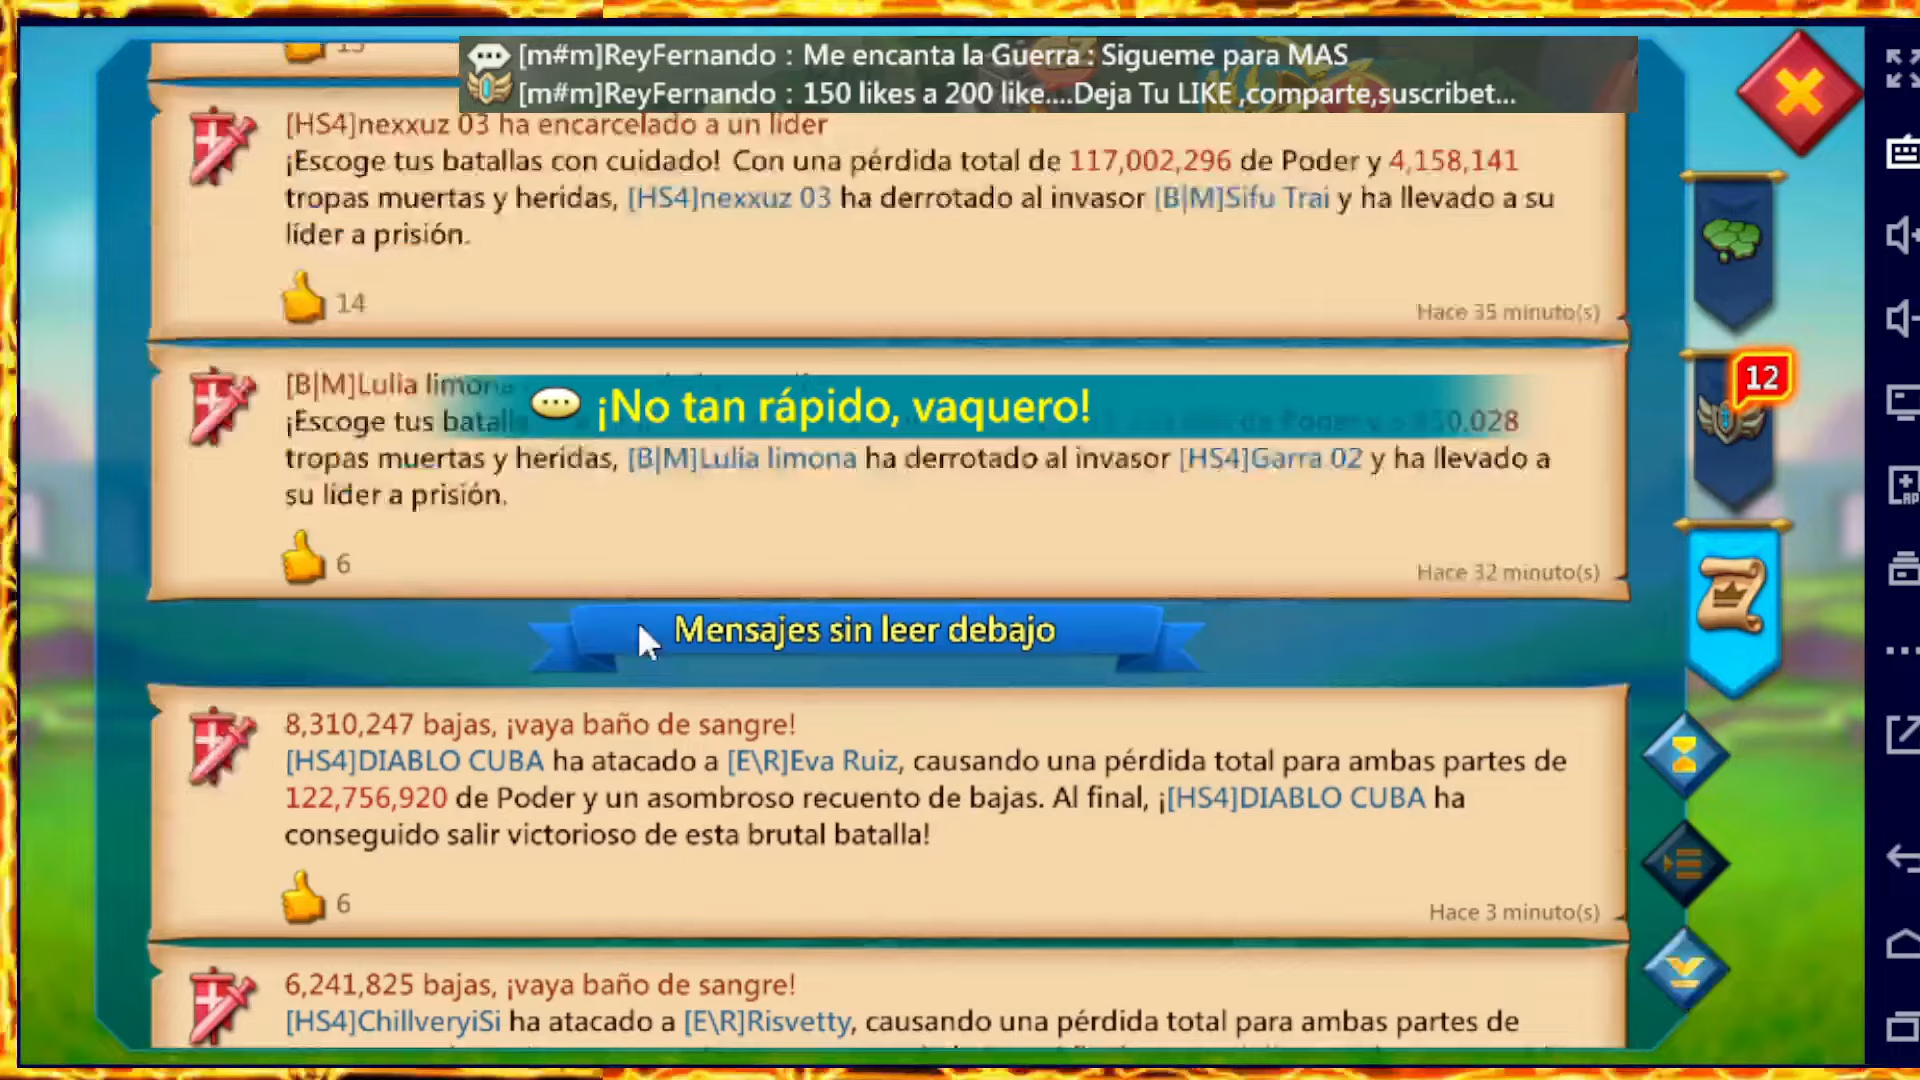 15
[m#m]ReyFernando : Me encanta la Guerra : Sigueme para MAS
[m#m]ReyFernando : 150 likes a 200 like....Deja Tu LIKE ,comparte,suscribet...
[HS4]nexxuz 03 ha encarcelado a un líder
¡Escoge tus batallas con cuidado! Con una pérdida total de 117,002,296 de Poder y 4,158,141
tropas muertas y heridas, [HS4]nexxuz 03 ha derrotado al invasor [B|M]Sifu Trai y ha llevado a su
líder a prisión.
14
Hace 35 minuto(s)
[B|M]Lulia limona
¡No tan rápido, vaquero!
¡Escoge tus batalla de Poder y
tropas muertas y heridas, [B|M]Lulia limona ha derrotado al invasor [HS4]Garra 02 y ha llevado a
su líder a prisión.
6
Hace 32 minuto(s)
12
Mensajes sin leer debajo
8,310,247 bajas, ¡vaya baño de sangre!
[HS4]DIABLO CUBA ha atacado a [E\R]Eva Ruiz, causando una pérdida total para ambas partes de
122,756,920 de Poder y un asombroso recuento de bajas. Al final, ¡[HS4]DIABLO CUBA ha
conseguido salir victorioso de esta brutal batalla!
6
Hace 3 minuto(s)
6,241,825 bajas, ¡vaya baño de sangre!
[HS4]ChillveryiSi ha atacado a [E\R]Risvetty, causando una pérdida total para ambas partes de